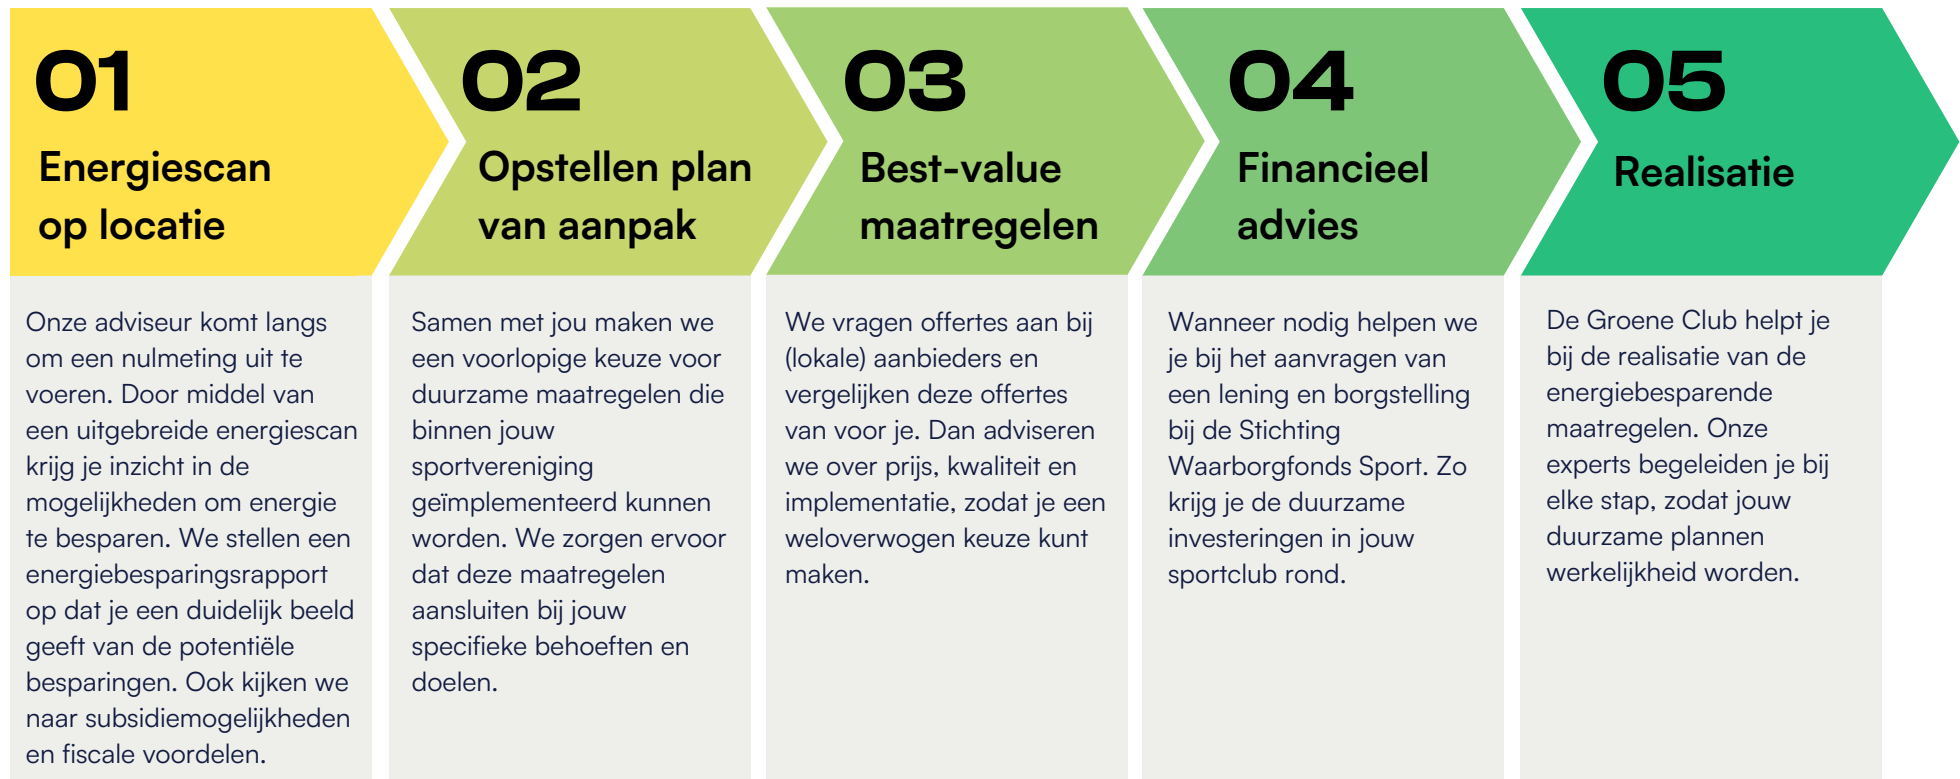 01
Energiescan
op locatie
Onze adviseur komt langs
om een nulmeting uit te
voeren. Door middel van
een uitgebreide energiescan
krijg je inzicht in de
mogelijkheden om energie
te besparen. We stellen een
energiebesparingsrapport
op dat je een duidelijk beeld
geeft van de potentiële
besparingen. Ook kijken we
naar subsidiemogelijkheden
en fiscale voordelen.
02
Opstellen plan
van aanpak
Samen met jou maken we
een voorlopige keuze voor
duurzame maatregelen die
binnen jouw
sportvereniging
geïmplementeerd kunnen
worden. We zorgen ervoor
dat deze maatregelen
aansluiten bij jouw
specifieke behoeften en
doelen.
03
Best-value
maatregelen
We vragen offertes aan bij
(lokale) aanbieders en
vergelijken deze offertes
van voor je. Dan adviseren
we over prijs, kwaliteit en
implementatie, zodat je een
weloverwogen keuze kunt
maken.
04
Financieel
advies
Wanneer nodig helpen we
je bij het aanvragen van
een lening en borgstelling
bij de Stichting
Waarborgfonds Sport. Zo
krijg je de duurzame
investeringen in jouw
sportclub rond.
05
Realisatie
De Groene Club helpt je
bij de realisatie van de
energiebesparende
maatregelen. Onze
experts begeleiden je bij
elke stap, zodat jouw
duurzame plannen
werkelijkheid worden.